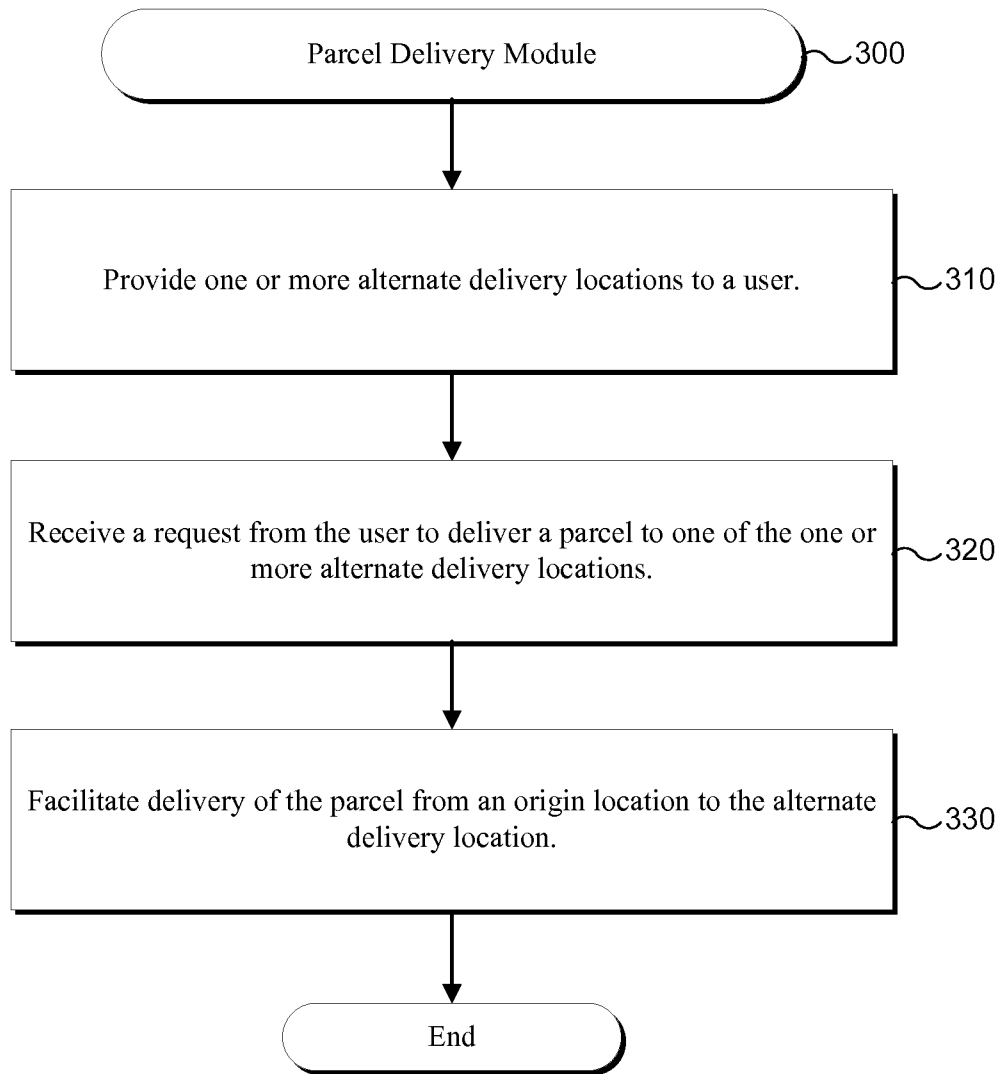 Parcel Delivery Module
300
Provide one or more alternate delivery locations to a user.
310
Receive a request from the user to deliver a parcel to one of the one or
more alternate delivery locations.
320
Facilitate delivery of the parcel from an origin location to the alternate
delivery location.
330
End